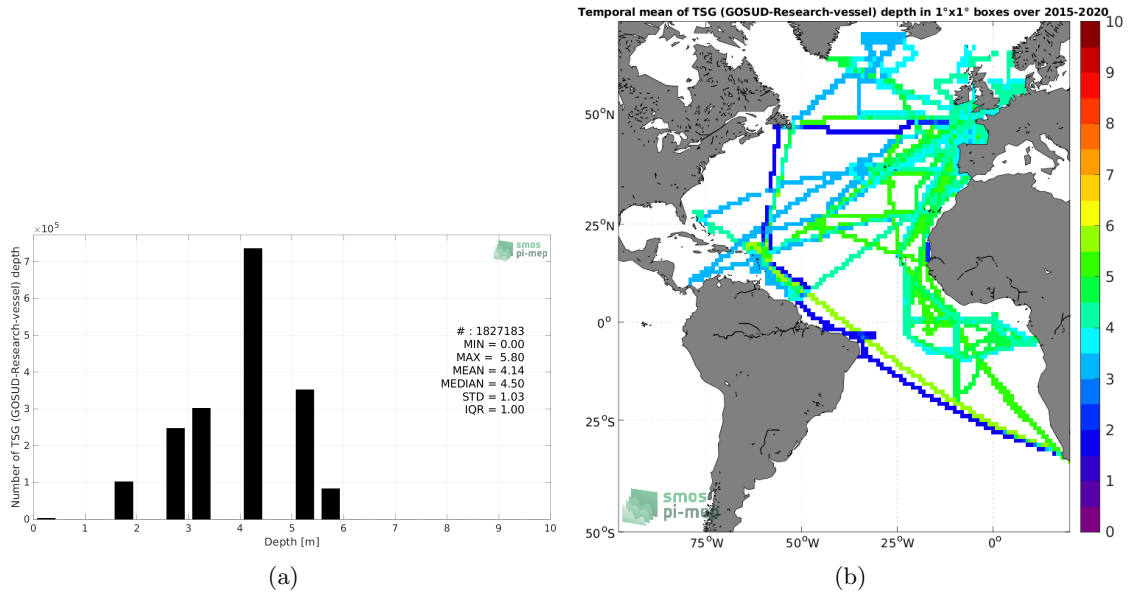 ×10⁵
7
6
5
4
3
2
1
0
Number of TSG (GOSUD-Research-vessel) depth
smos
pi-mep
# : 1827183
MIN = 0.00
MAX = 5.80
MEAN = 4.14
MEDIAN = 4.50
STD = 1.03
IQR = 1.00
0 1 2 3 4 5 6 7 8 9 10
Depth [m]
(a)
Temporal mean of TSG (GOSUD-Research-vessel) depth in 1°x1° boxes over 2015-2020
50°N
25°N
0°
25°S
50°S
75°W 50°W 25°W 0°
smos
pi-mep
10
9
8
7
6
5
4
3
2
1
0
(b)